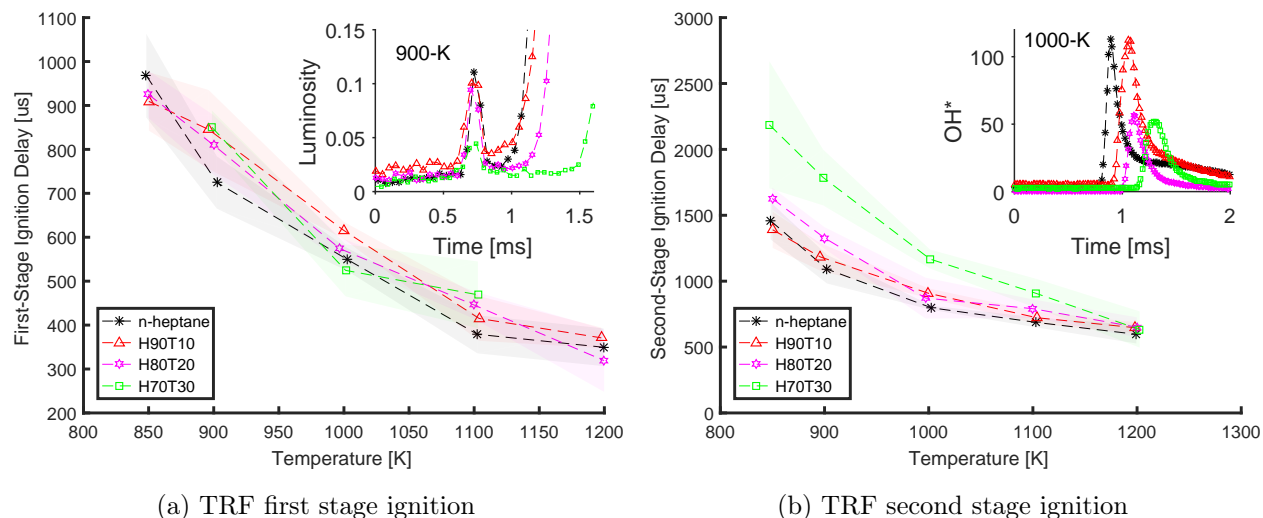 1100
1000
900
800
700
600
500
400
300
200
First-Stage Ignition Delay [us]
800
850
900
950
1000
1050
1100
1150
1200
Temperature [K]
n-heptane
H90T10
H80T20
H70T30
900-K
0.15
0.1
0.05
0
Luminosity
0
0.5
1
1.5
Time [ms]
(a) TRF first stage ignition
3000
2500
2000
1500
1000
500
0
Second-Stage Ignition Delay [us]
800
900
1000
1100
1200
1300
Temperature [K]
n-heptane
H90T10
H80T20
H70T30
1000-K
100
50
0
OH*
0
1
2
Time [ms]
(b) TRF second stage ignition